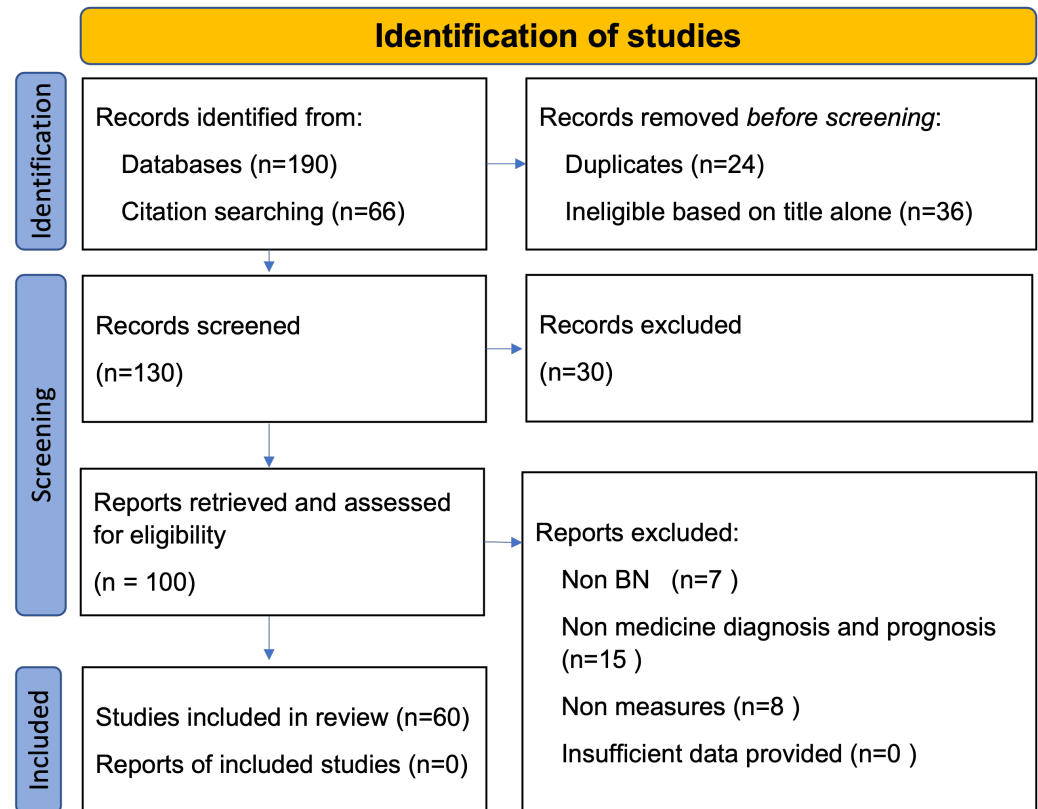 Identification of studies
Identification
Records identified from:
Databases (n=190)
Citation searching (n=66)
Records removed before screening:
Duplicates (n=24)
Ineligible based on title alone (n=36)
Screening
Records screened
(n=130)
Records excluded
(n=30)
Reports retrieved and assessed
for eligibility
(n = 100)
Reports excluded:
Non BN (n=7 )
Non medicine diagnosis and prognosis
(n=15 )
Non measures (n=8 )
Insufficient data provided (n=0 )
Included
Studies included in review (n=60)
Reports of included studies (n=0)